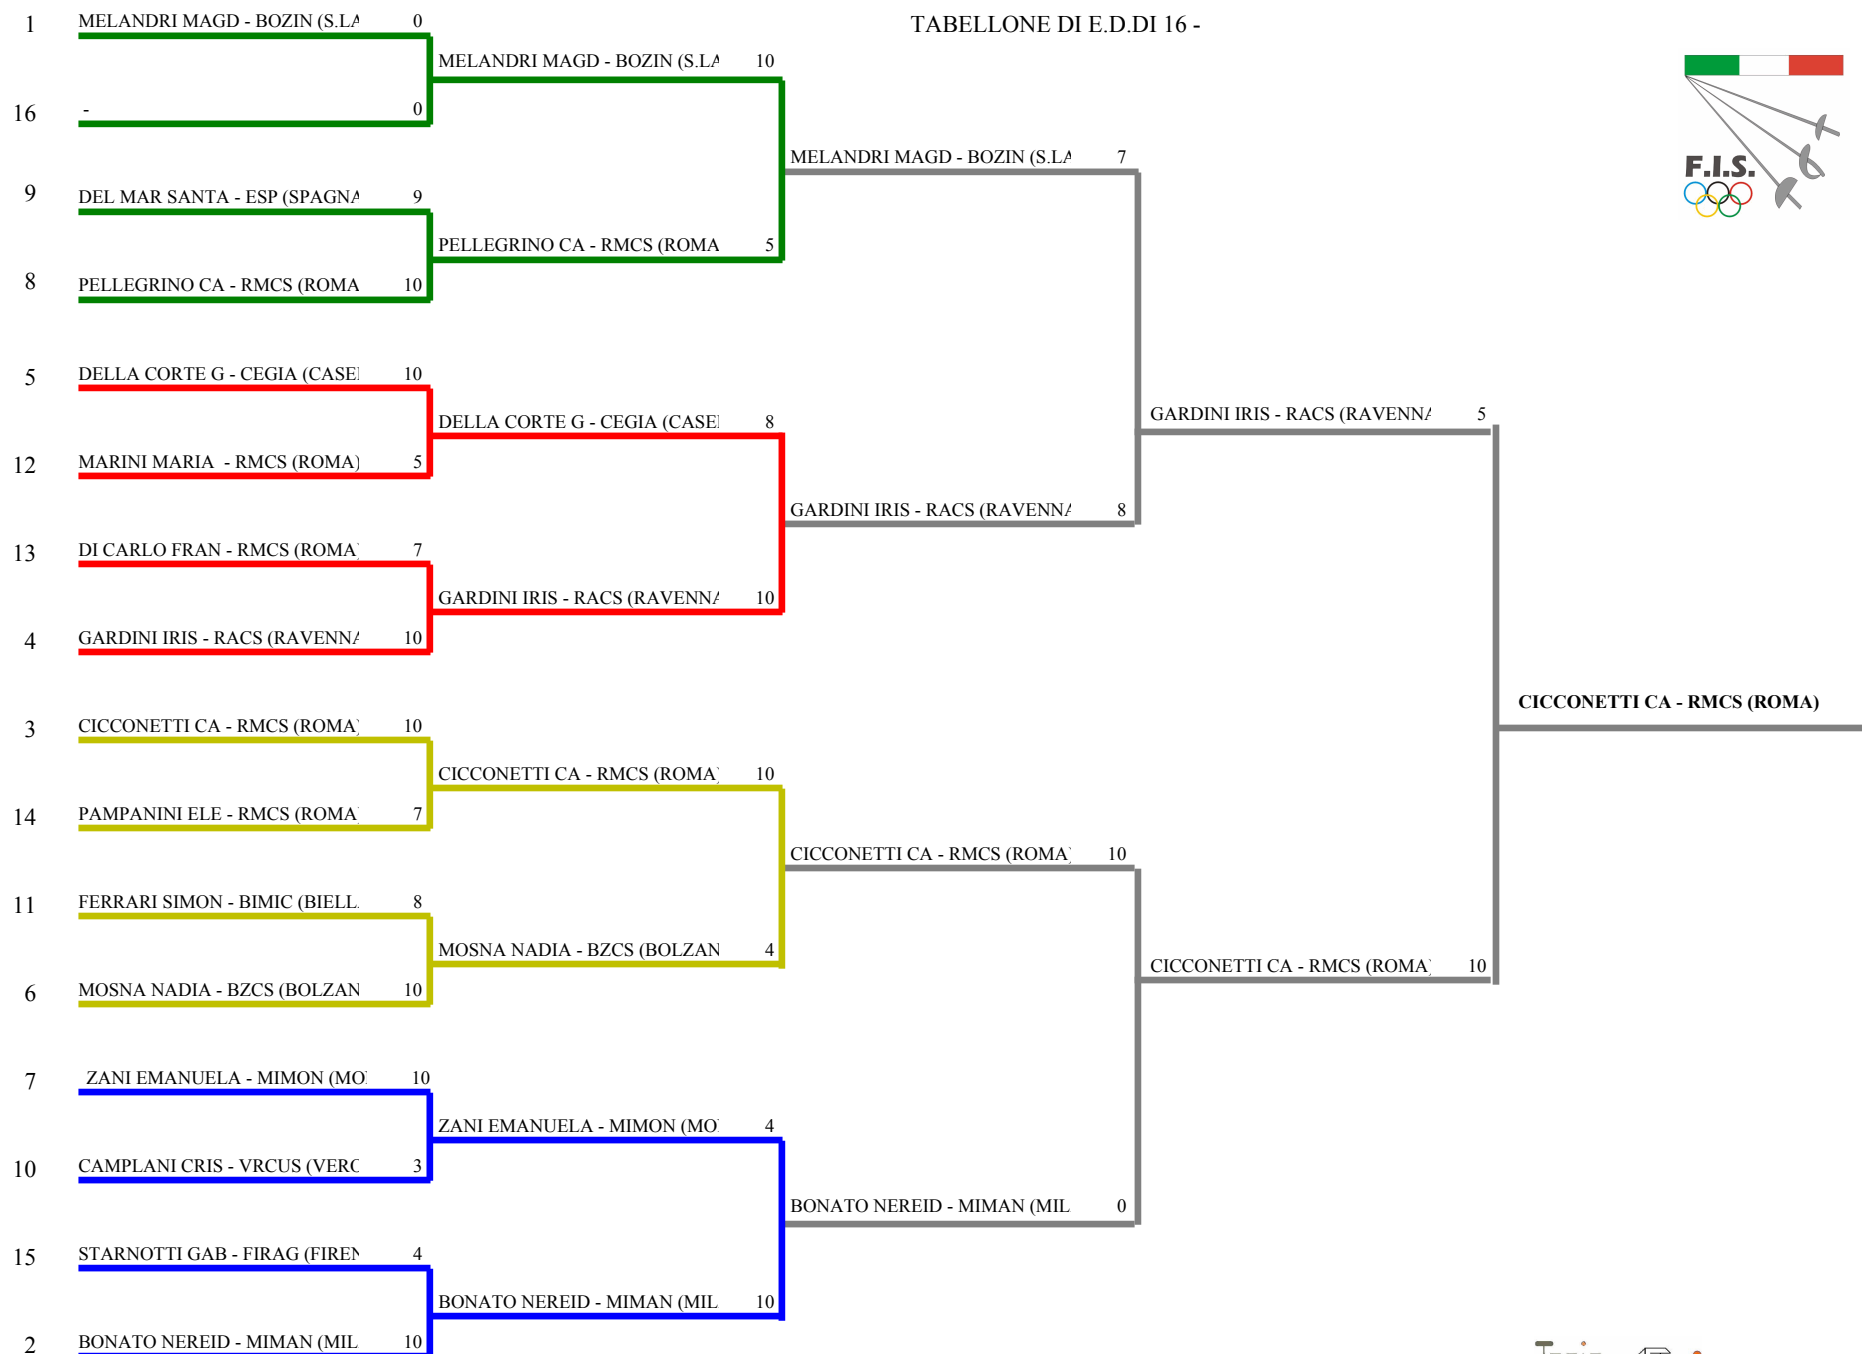 TABELLONE DI E.D.DI 16 -
F.I.S.
1 MELANDRI MAGD - BOZIN (S.LA 0
16 - 0
9 DEL MAR SANTA - ESP (SPAGNA 9
8 PELLEGRINO CA - RMCS (ROMA 10
5 DELLA CORTE G - CEGIA (CASE 10
12 MARINI MARIA - RMCS (ROMA) 5
13 DI CARLO FRAN - RMCS (ROMA) 7
4 GARDINI IRIS - RACS (RAVENNA 10
3 CICCONETTI CA - RMCS (ROMA) 10
14 PAMPANINI ELE - RMCS (ROMA) 7
11 FERRARI SIMON - BIMIC (BIELL 8
6 MOSNA NADIA - BZCS (BOLZAN 10
7 ZANI EMANUELA - MIMON (MO 10
10 CAMPLANI CRIS - VRCUS (VERO 3
15 STARNOTTI GAB - FIRAG (FIREN 4
2 BONATO NEREID - MIMAN (MIL 10
MELANDRI MAGD - BOZIN (S.LA 10
PELLEGRINO CA - RMCS (ROMA 5
DELLA CORTE G - CEGIA (CASE 8
GARDINI IRIS - RACS (RAVENNA 10
CICCONETTI CA - RMCS (ROMA) 10
MOSNA NADIA - BZCS (BOLZAN 4
ZANI EMANUELA - MIMON (MO 4
BONATO NEREID - MIMAN (MIL 10
MELANDRI MAGD - BOZIN (S.LA 7
GARDINI IRIS - RACS (RAVENNA 8
CICCONETTI CA - RMCS (ROMA) 10
BONATO NEREID - MIMAN (MIL 0
GARDINI IRIS - RACS (RAVENNA 5
CICCONETTI CA - RMCS (ROMA) 10
CICCONETTI CA - RMCS (ROMA)